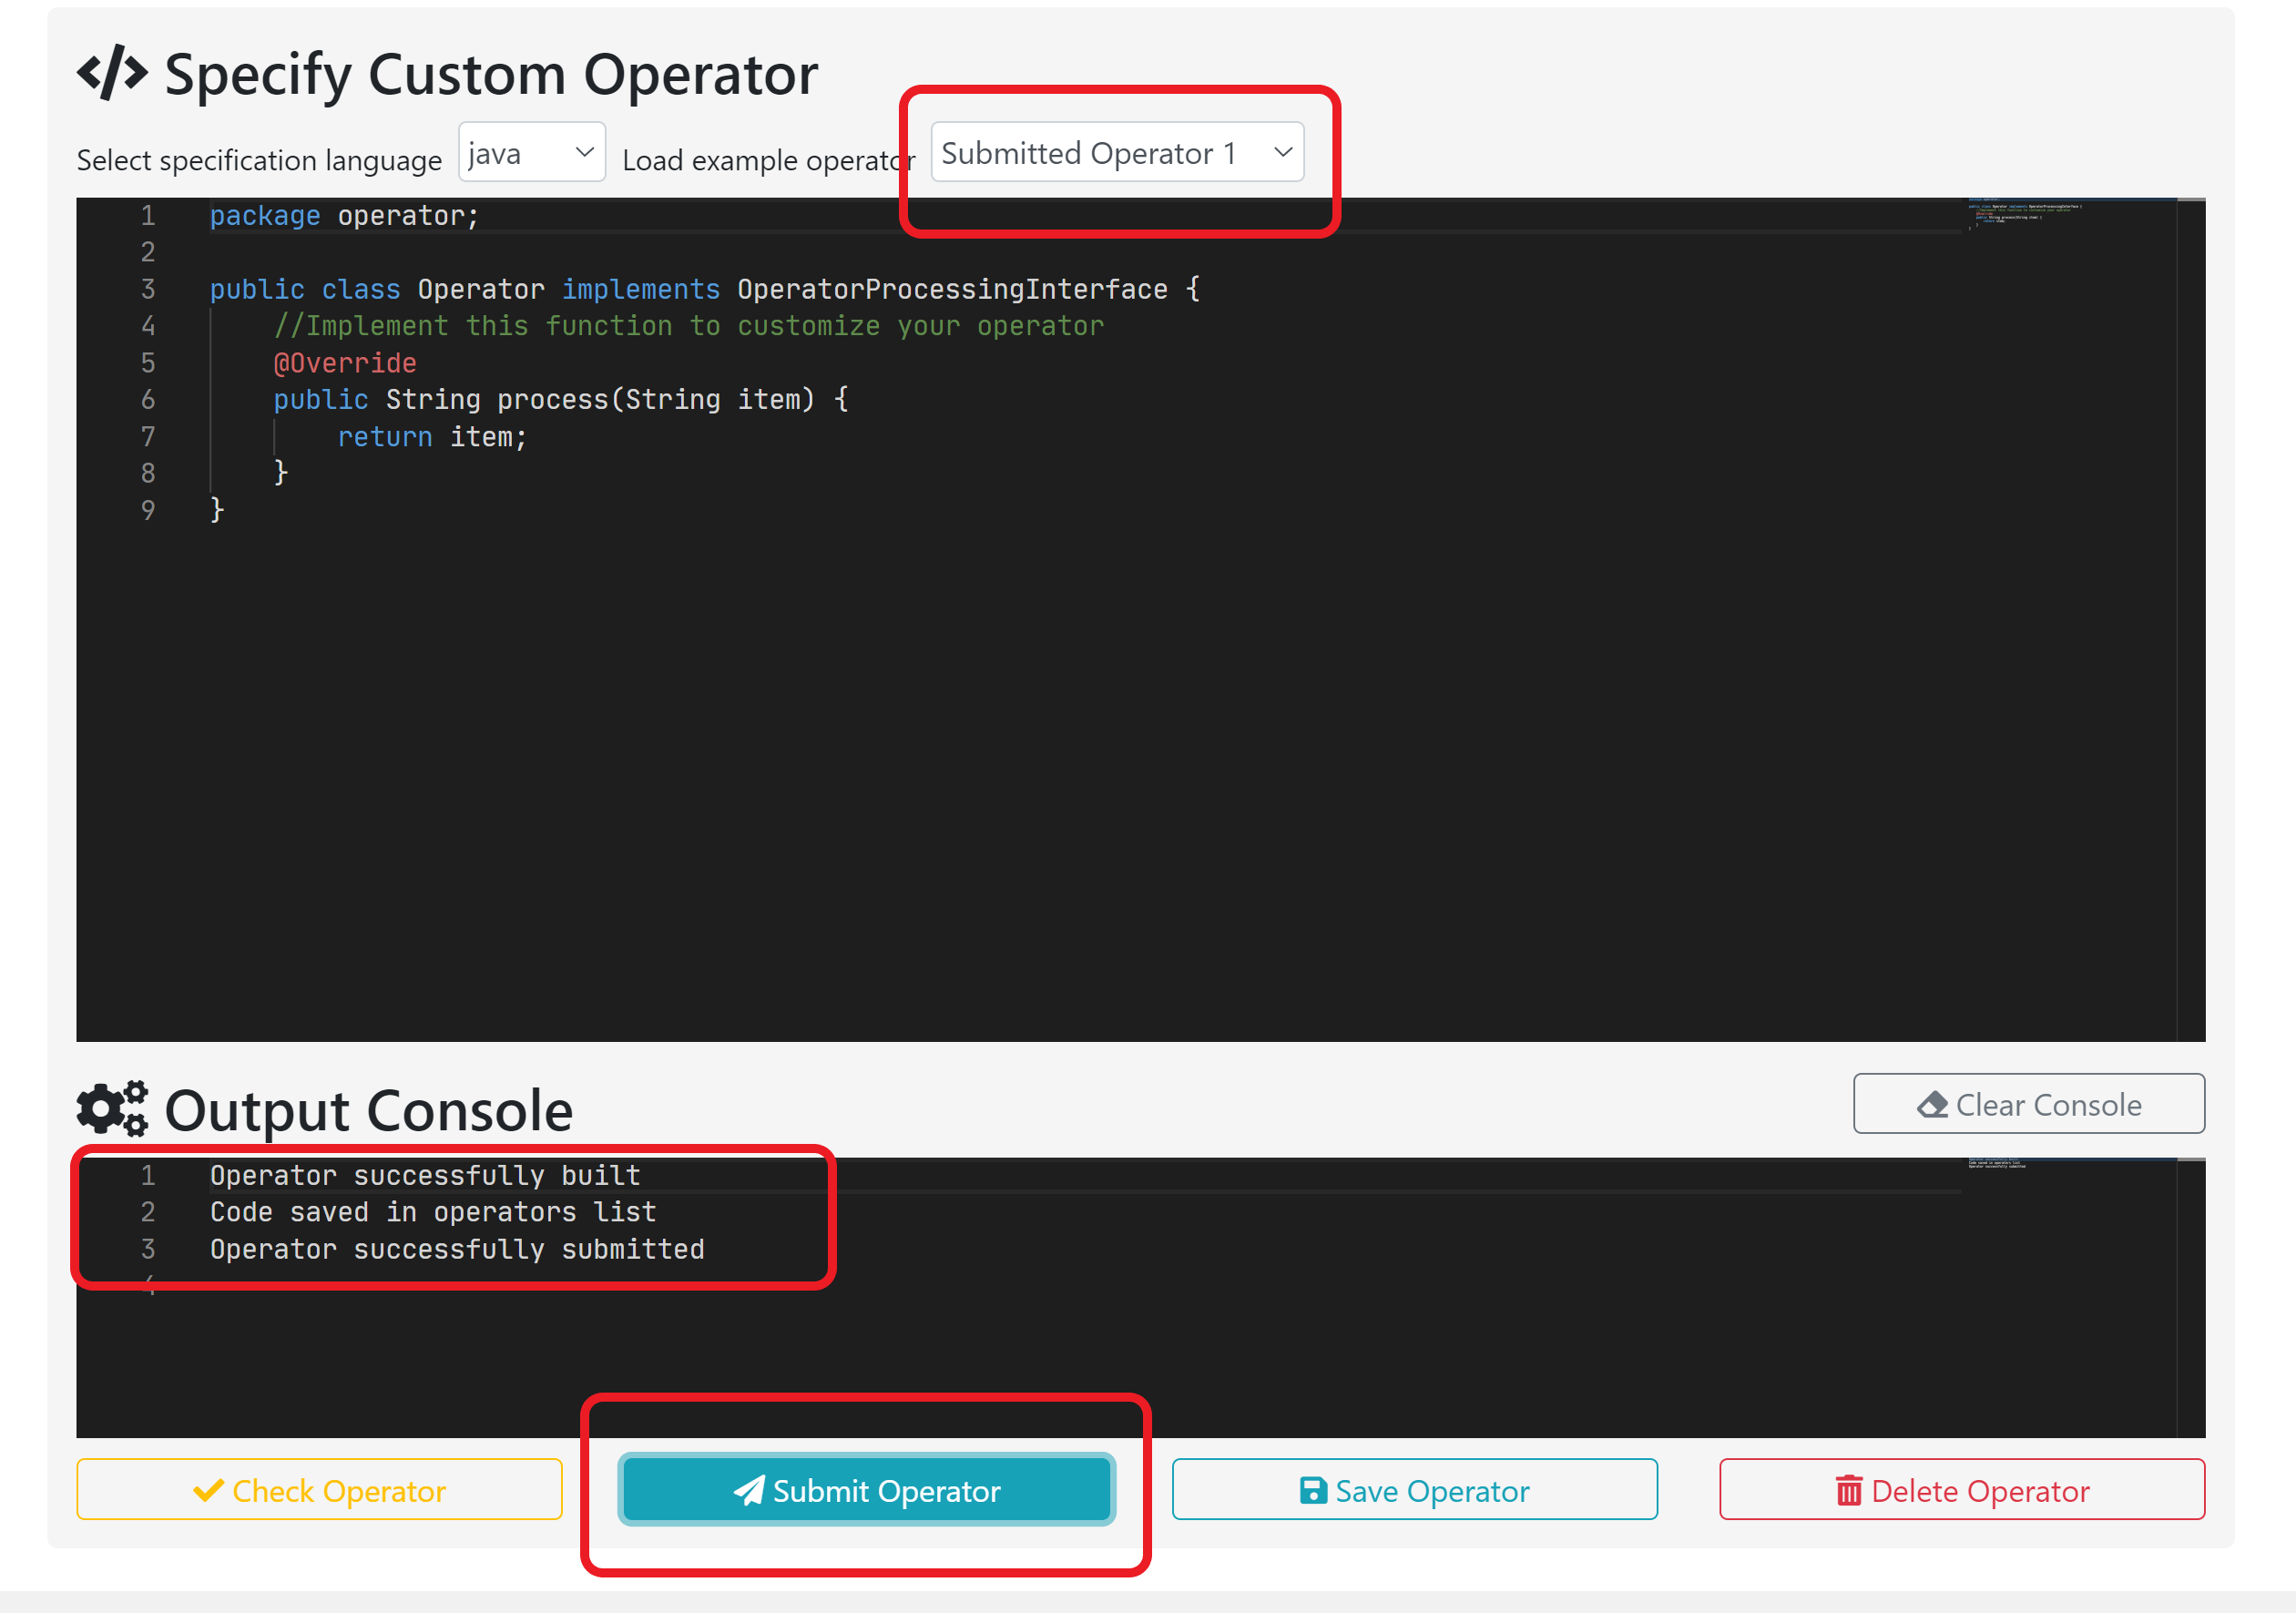 Specify Custom Operator
Select specification language java Load example operator Submitted Operator 1
1 package operator;
2
3 public class Operator implements OperatorProcessingInterface {
4 //Implement this function to customize your operator
5 @Override
6 public String process(String item) {
7 return item;
8 }
9 }
Output Console
Clear Console
1 Operator successfully built
2 Code saved in operators list
3 Operator successfully submitted
4
Check Operator Submit Operator Save Operator Delete Operator